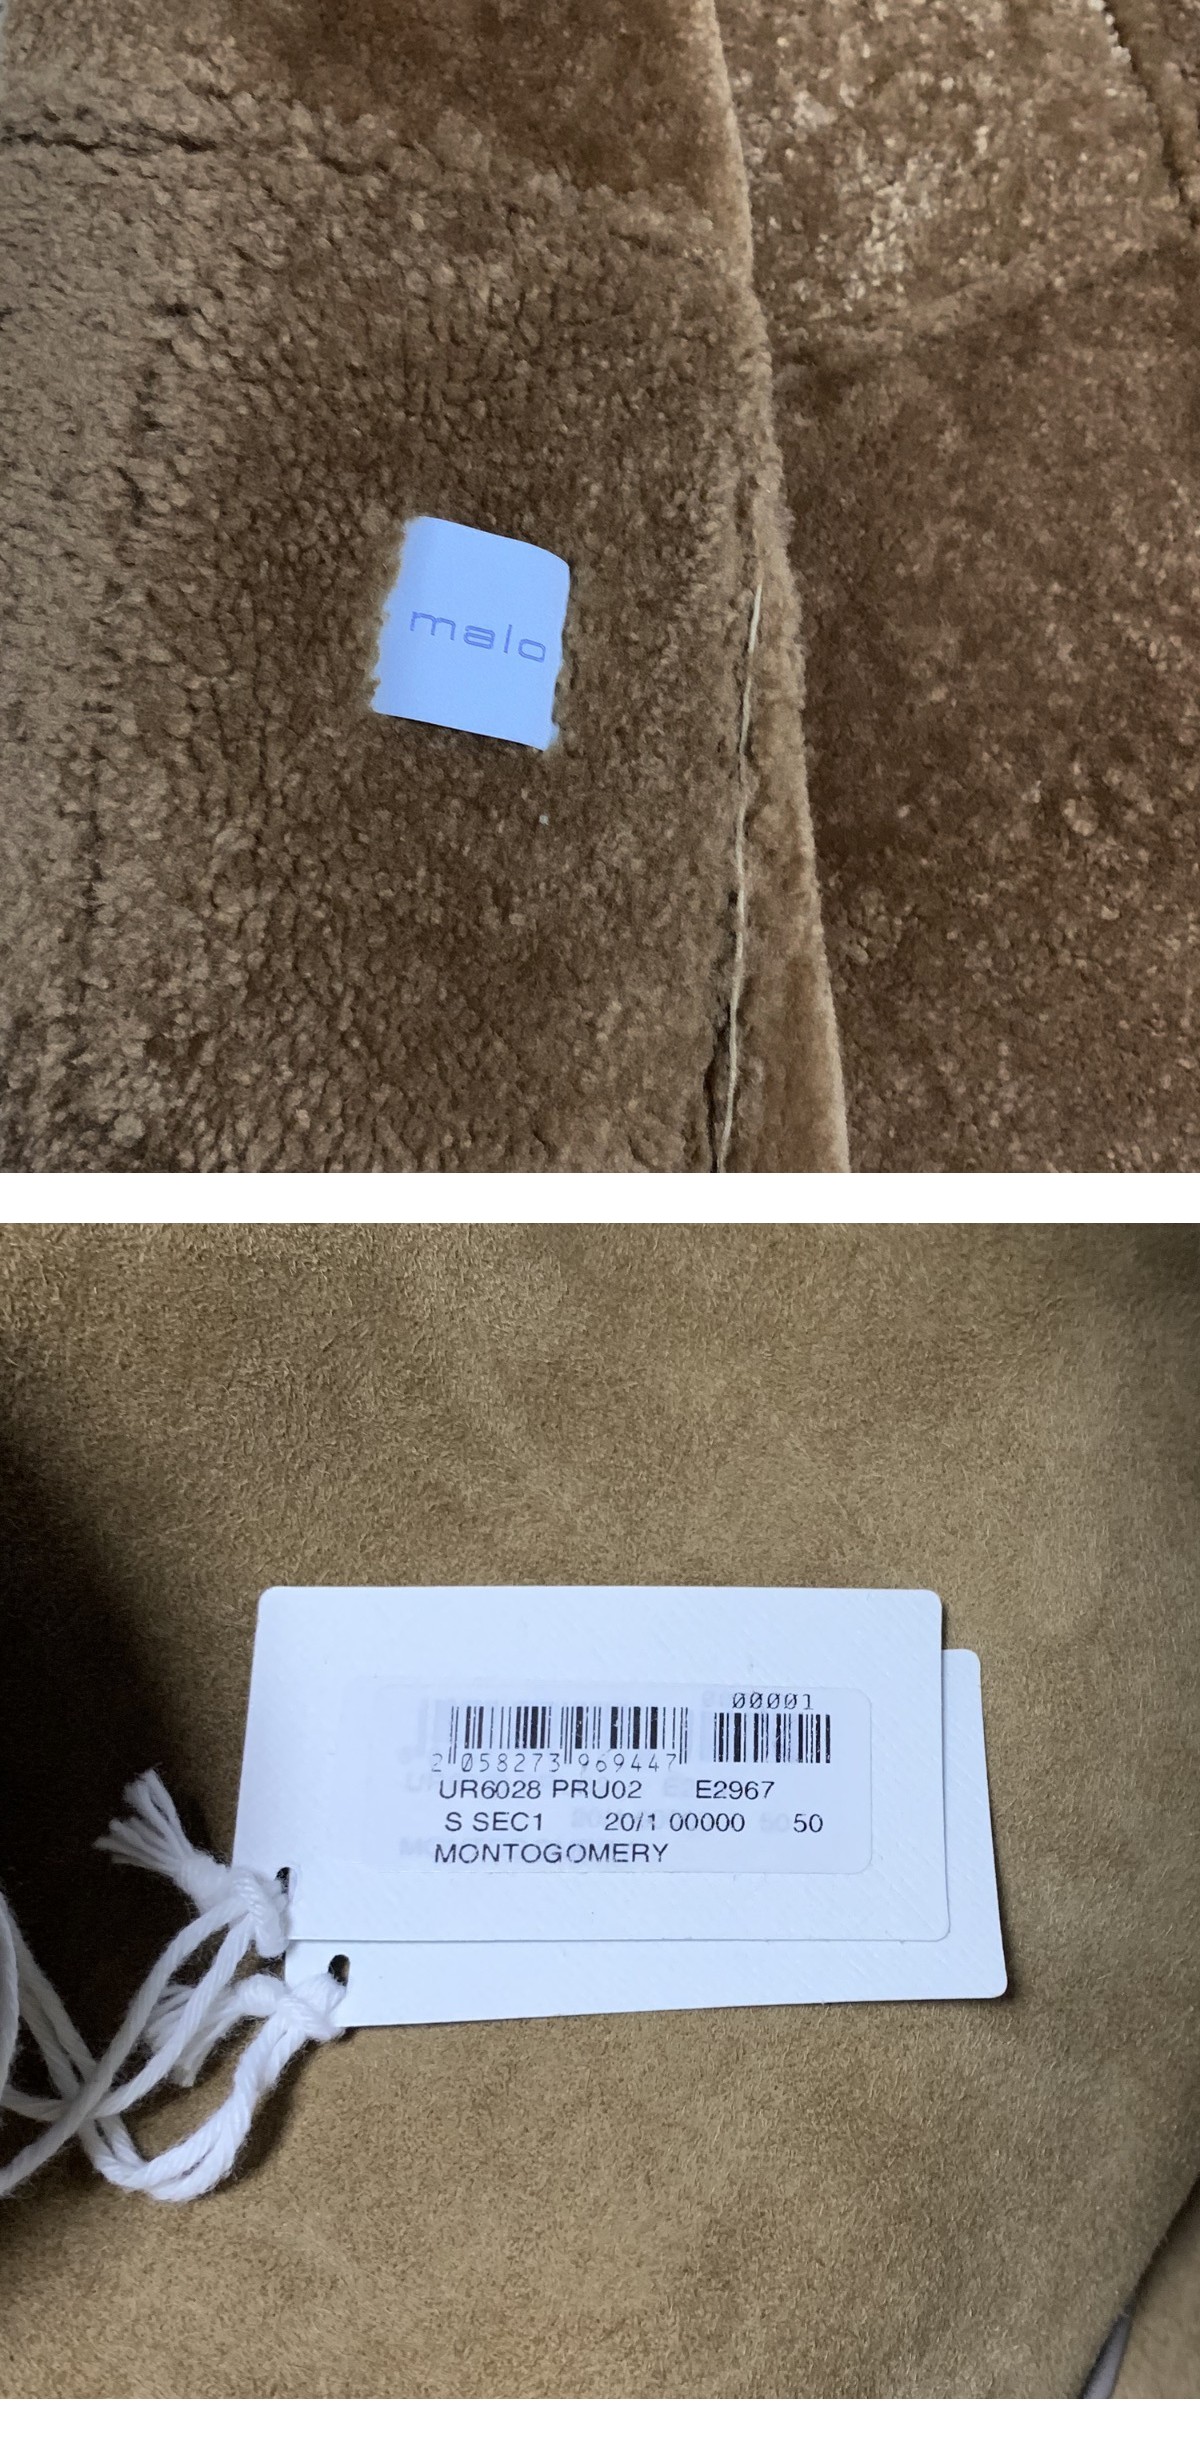 malo
00001
2 058273 969447
UR6028 PRU02 E2967
S SEC1 20/1 00000 50
MONTOGOMERY